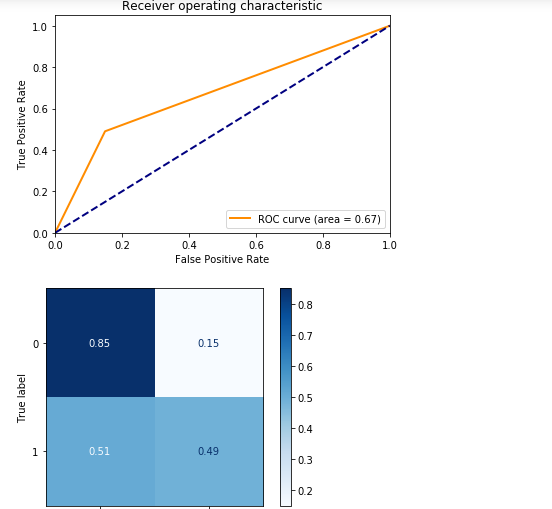 Receiver operating characteristic
1.0
0.8
0.6
0.4
0.2
0.0
True Positive Rate
ROC curve (area = 0.67)
0.0 0.2 0.4 0.6 0.8 1.0
False Positive Rate
True label
0
1
0.85 0.15
0.51 0.49
0.8
0.7
0.6
0.5
0.4
0.3
0.2